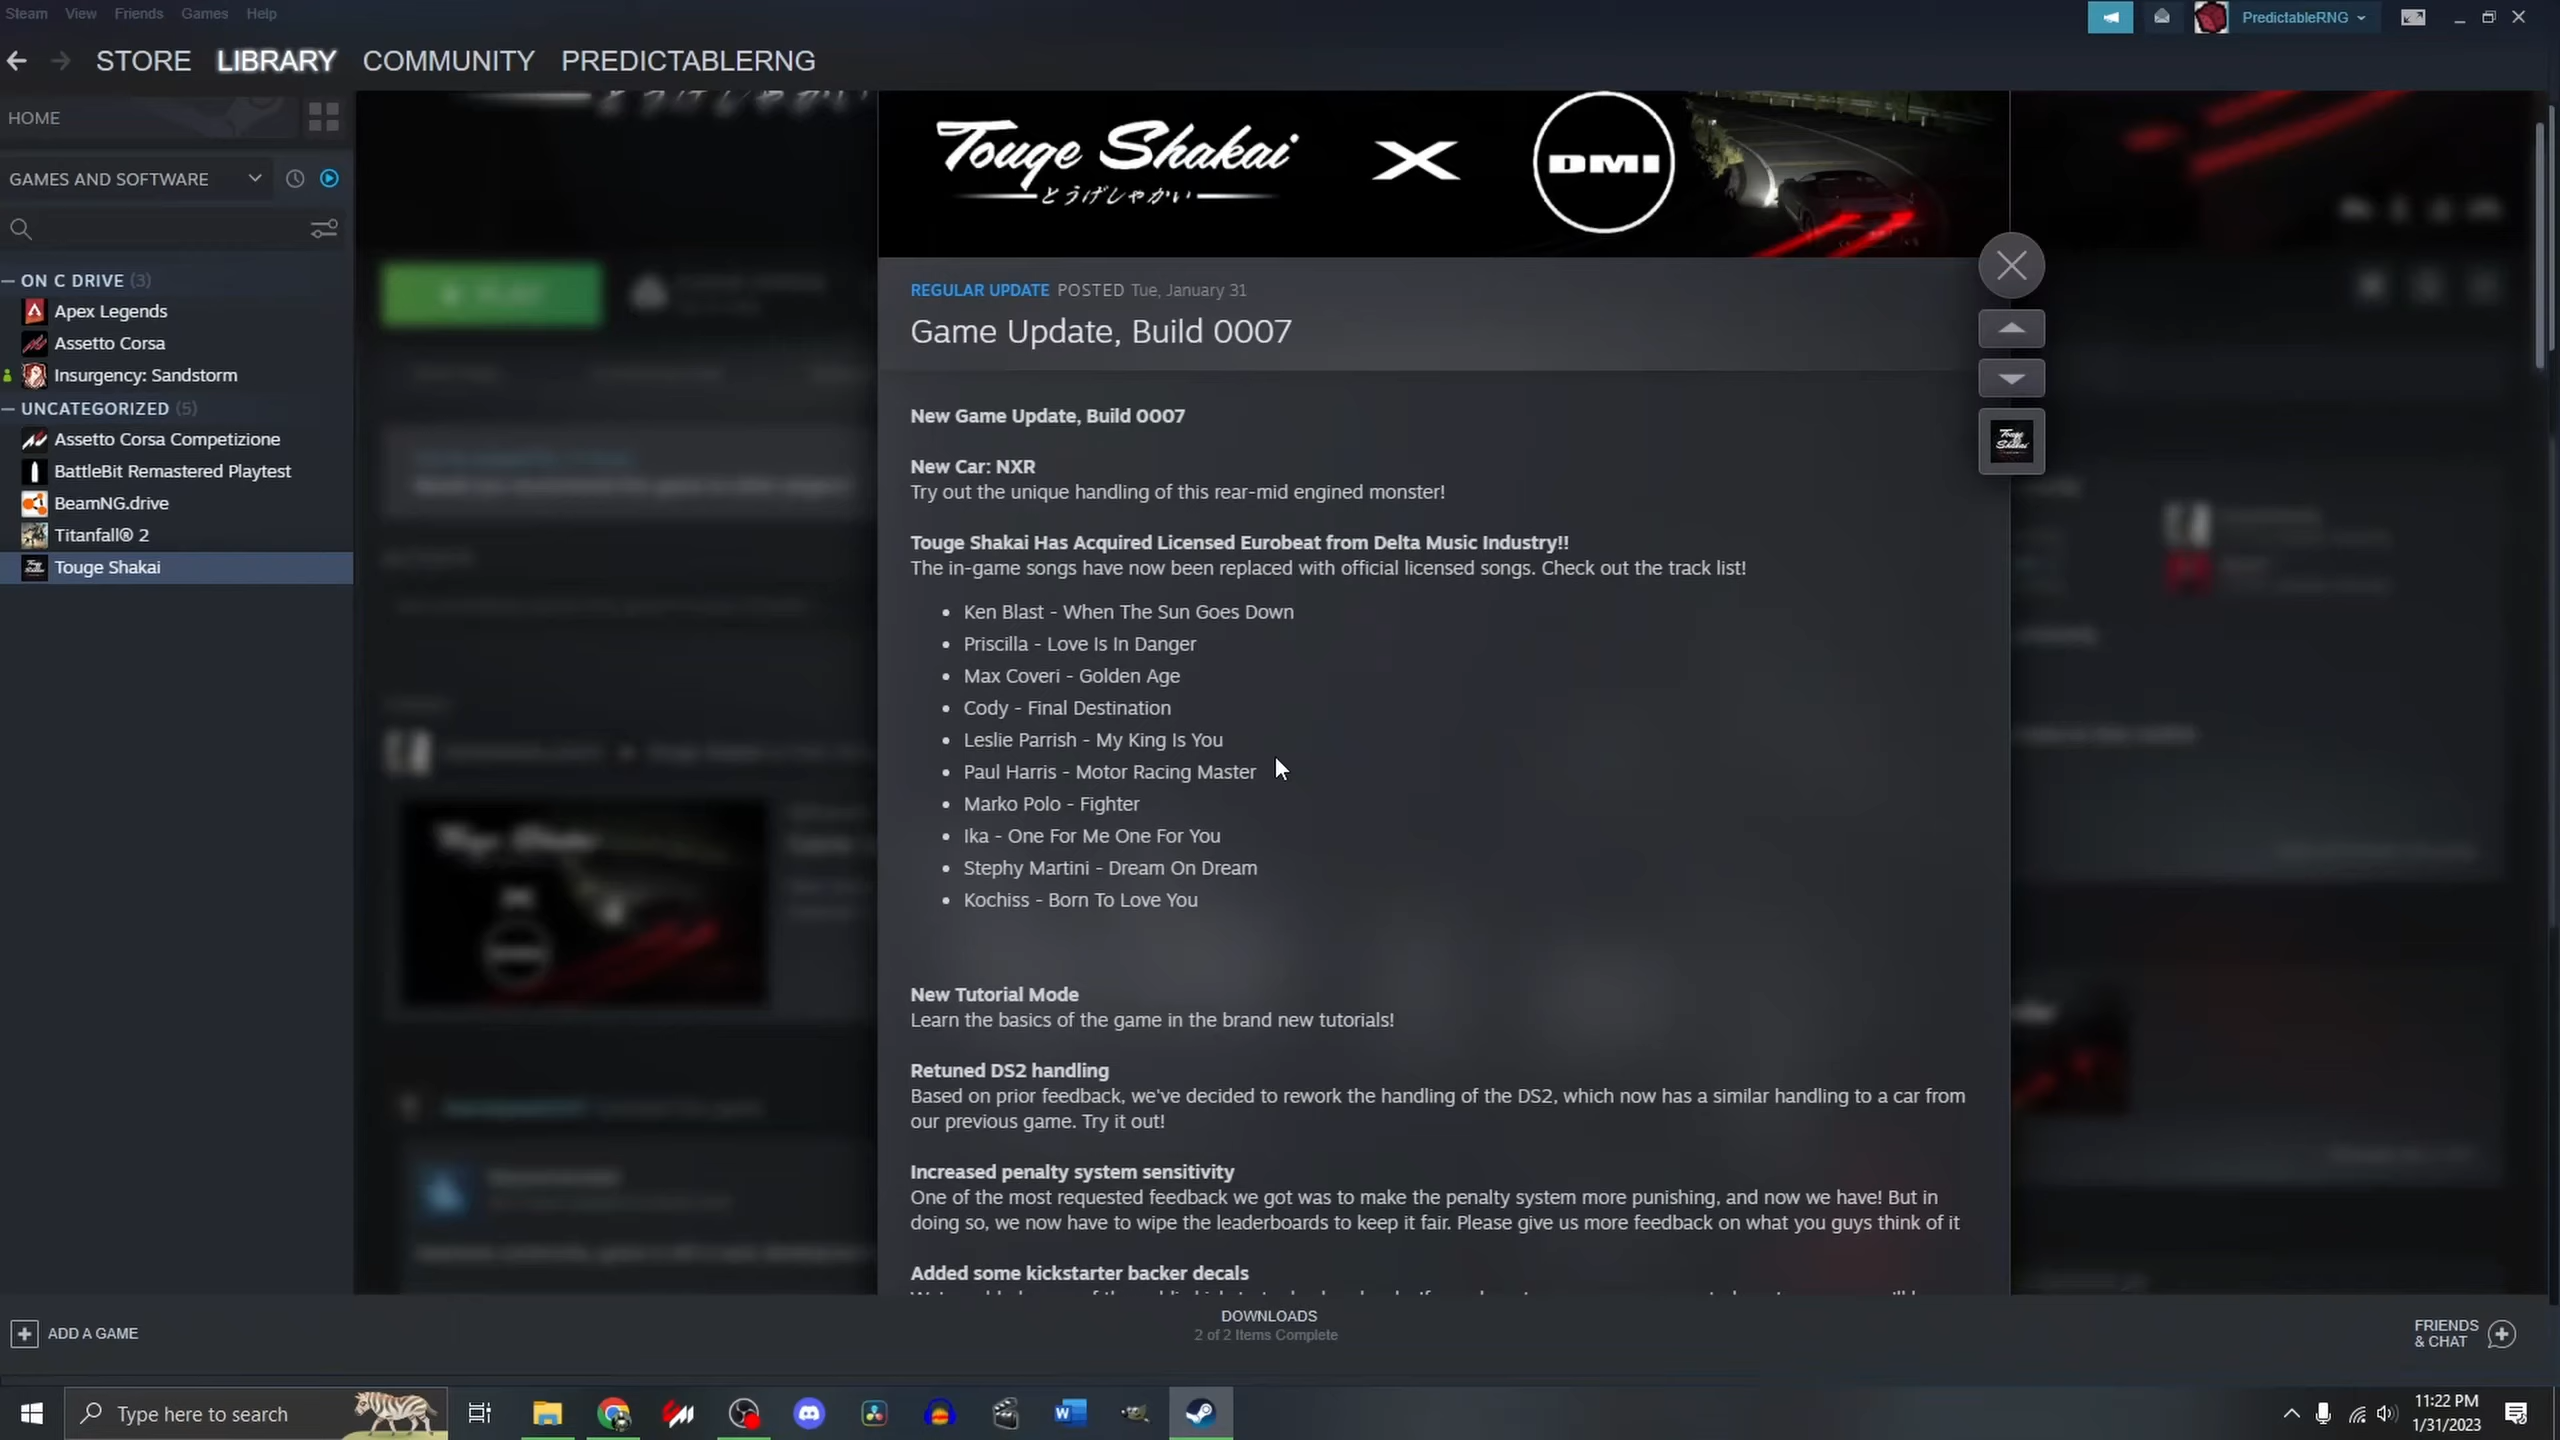 Steam View Friends Games Help
PredictableRNG
STORE LIBRARY COMMUNITY PREDICTABLERNG
HOME
GAMES AND SOFTWARE
ON C DRIVE (3)
Apex Legends
Assetto Corsa
Insurgency: Sandstorm
UNCATEGORIZED (5)
Assetto Corsa Competizione
BattleBit Remastered Playtest
BeamNG.drive
Titanfall® 2
Touge Shakai
Touge Shakai X DMI
とうげしゃかい
REGULAR UPDATE POSTED Tue, January 31
Game Update, Build 0007
New Game Update, Build 0007
New Car: NXR
Try out the unique handling of this rear-mid engined monster!
Touge Shakai Has Acquired Licensed Eurobeat from Delta Music Industry!!
The in-game songs have now been replaced with official licensed songs. Check out the track list!
• Ken Blast - When The Sun Goes Down
• Priscilla - Love Is In Danger
• Max Coveri - Golden Age
• Cody - Final Destination
• Leslie Parrish - My King Is You
• Paul Harris - Motor Racing Master
• Marko Polo - Fighter
• Ika - One For Me One For You
• Stephy Martini - Dream On Dream
• Kochiss - Born To Love You
New Tutorial Mode
Learn the basics of the game in the brand new tutorials!
Retuned DS2 handling
Based on prior feedback, we've decided to rework the handling of the DS2, which now has a similar handling to a car from
our previous game. Try it out!
Increased penalty system sensitivity
One of the most requested feedback we got was to make the penalty system more punishing, and now we have! But in
doing so, we now have to wipe the leaderboards to keep it fair. Please give us more feedback on what you guys think of it
Added some kickstarter backer decals
Touge Shakai
ADD A GAME
DOWNLOADS
2 of 2 Items Complete
FRIENDS
& CHAT
Type here to search
11:22 PM
1/31/2023